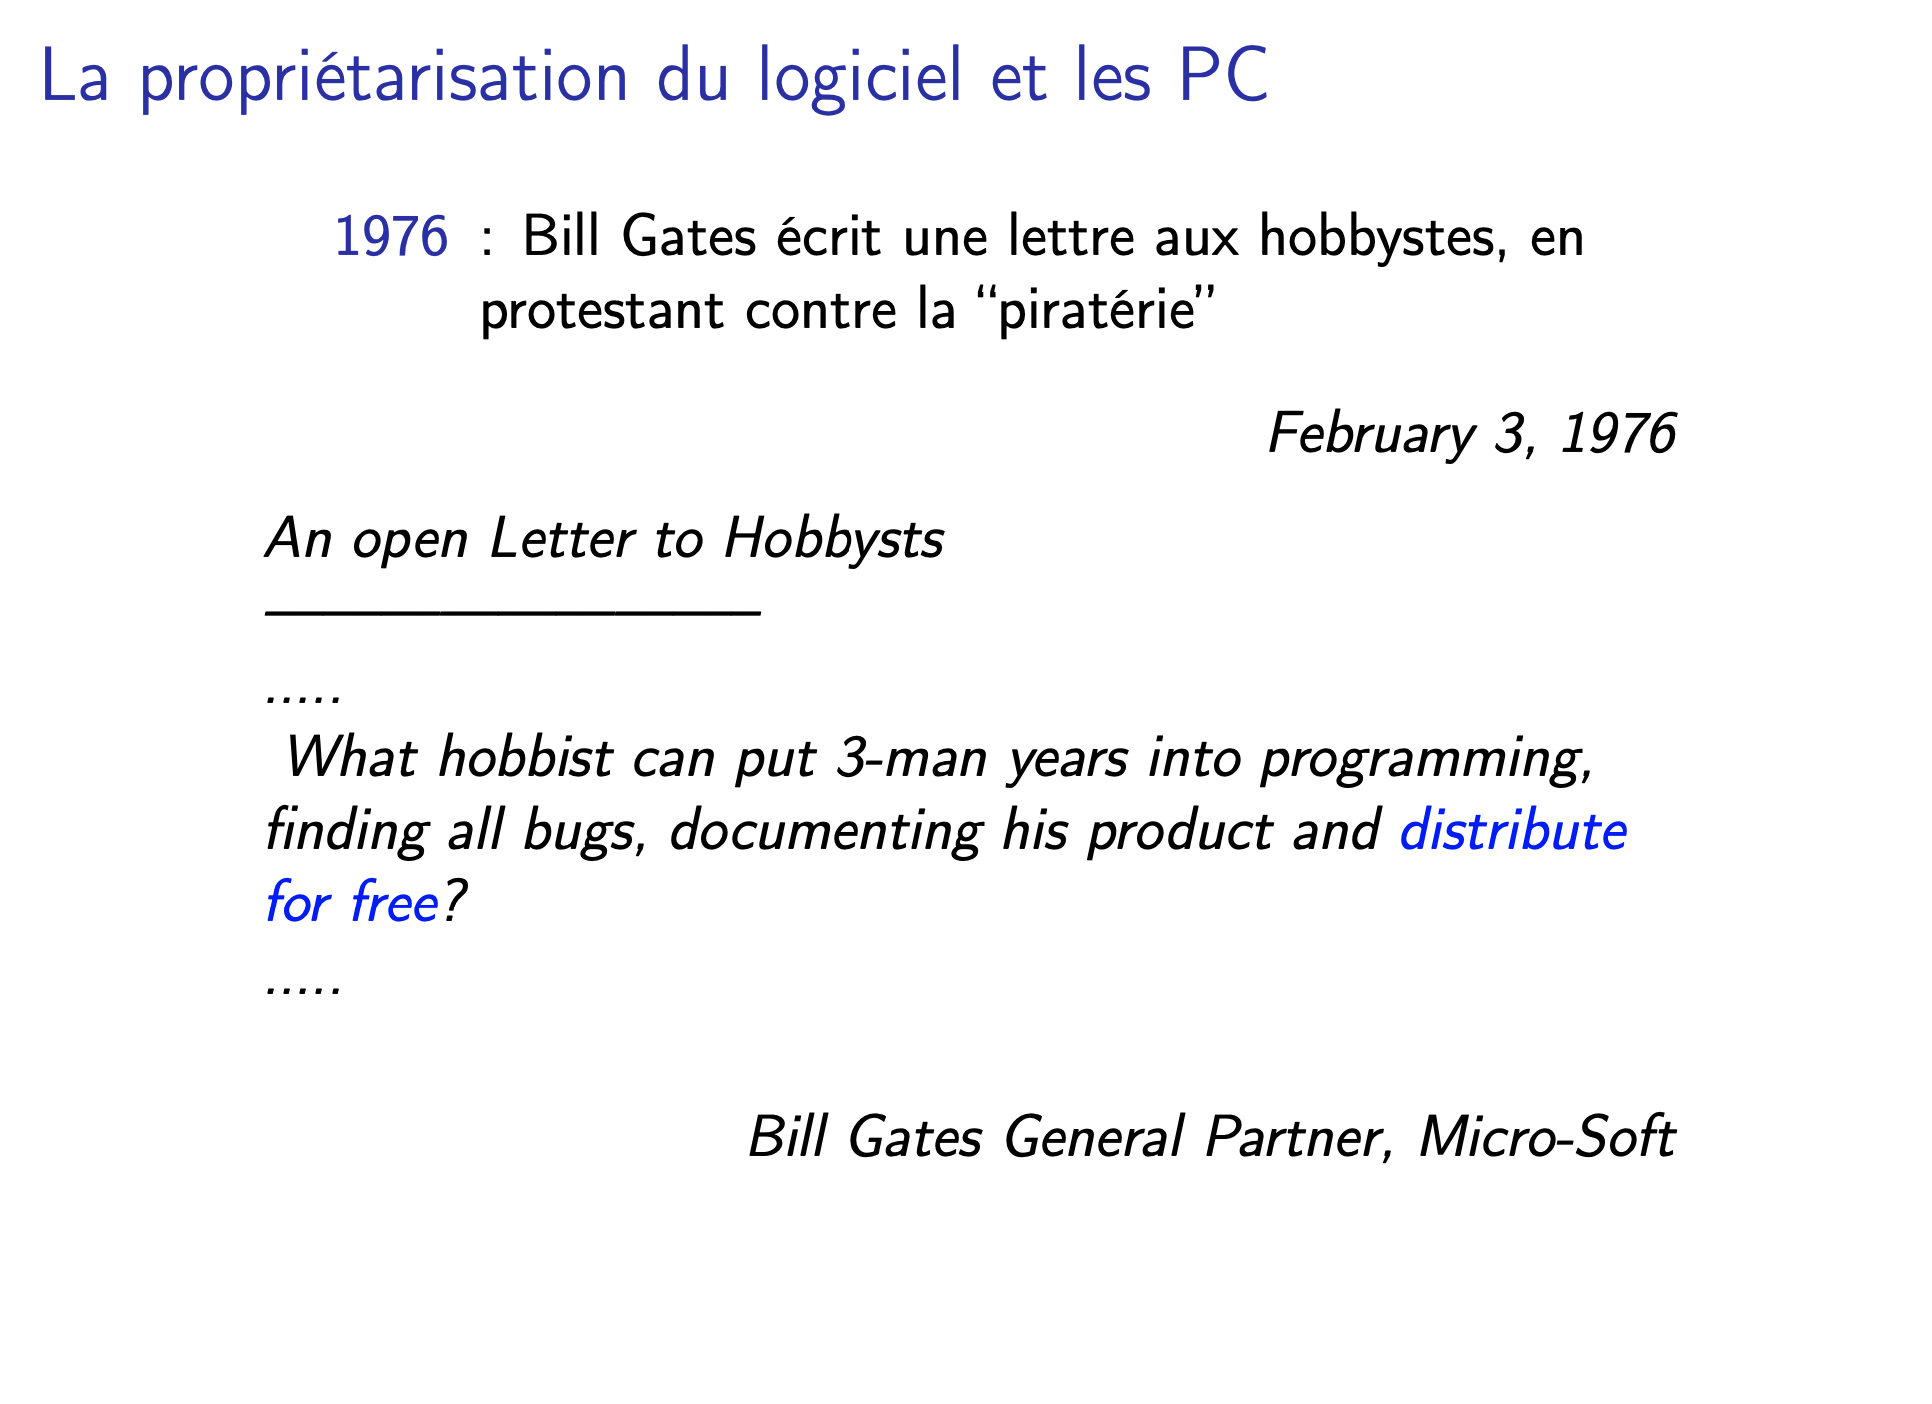 La propriétarisation du logiciel et les PC
1976 : Bill Gates écrit une lettre aux hobbystes, en
protestant contre la “piratérie”
February 3, 1976
An open Letter to Hobbysts
.....
What hobbist can put 3-man years into programming,
finding all bugs, documenting his product and distribute
for free?
.....
Bill Gates General Partner, Micro-Soft